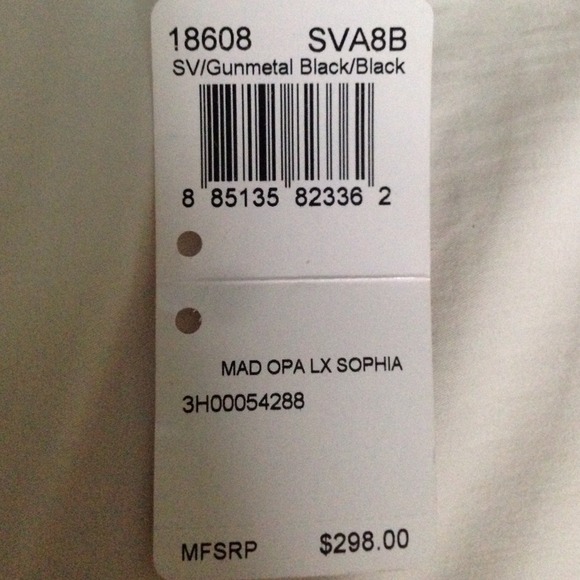 18608 SVA8B
SV/Gunmetal Black/Black
8 85135 82336 2
MAD OPA LX SOPHIA
3H00054288
MFSRP $298.00